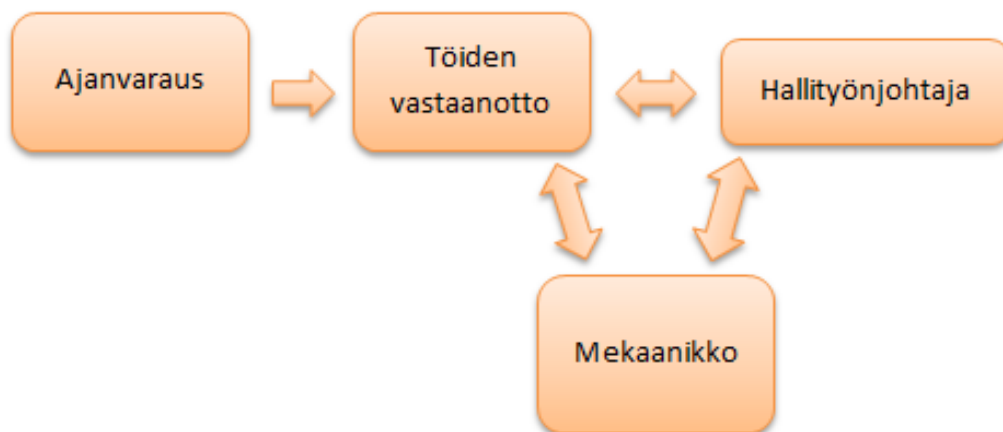 Ajanvaraus
Töiden
vastaanotto
Hallityönjohtaja
Mekaanikko